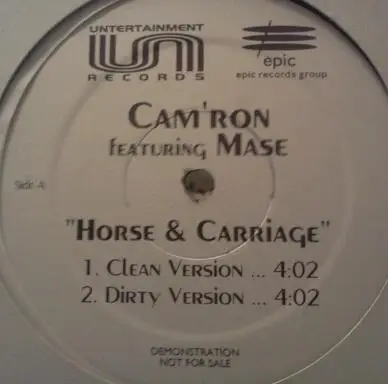 UNTERTAINMENT
un
RECORDS
epic
epic records group
CAM'RON
FEATURING MASE
Side A
"HORSE & CARRIAGE"
1. CLEAN VERSION ... 4:02
2. DIRTY VERSION ... 4:02
DEMONSTRATION
NOT FOR SALE